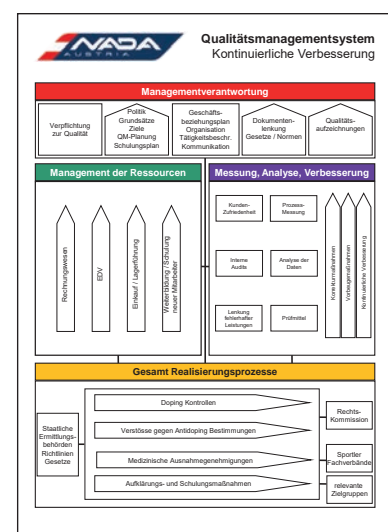 NADA
AUSTRIA
Qualitätsmanagementsystem
Kontinuierliche Verbesserung
Managementverantwortung
Verpflichtung
zur Qualität
Politik
Grundsätze
Ziele
QM-Planung
Schulungsplan
Geschäfts-
beziehungsplan
Organisation
Tätigkeitsbeschr.
Kommunikation
Dokumenten-
lenkung
Gesetze / Normen
Qualitäts-
aufzeichnungen
Management der Ressourcen
Rechnungswesen
EDV
Einkauf / Lagerführung
Weiterbildung / Schulung
neuer Mitarbeiter
Messung, Analyse, Verbesserung
Kunden-
Zufriedenheit
Prozess-
Messung
Interne
Audits
Analyse der
Daten
Lenkung
fehlerhafter
Leistungen
Prüfmittel
Korrekturmaßnahmen
Vorbeugemaßnahmen
Kontinuierliche Verbesserung
Gesamt Realisierungsprozesse
Staatliche
Ermittlungs-
behörden
Richtlinien
Gesetze
Doping Kontrollen
Verstösse gegen Antidoping Bestimmungen
Medizinische Ausnahmegenehmigungen
Aufklärungs- und Schulungsmaßnahmen
Rechts-
Kommission
Sportler
Fachverbände
relevante
Zielgruppen